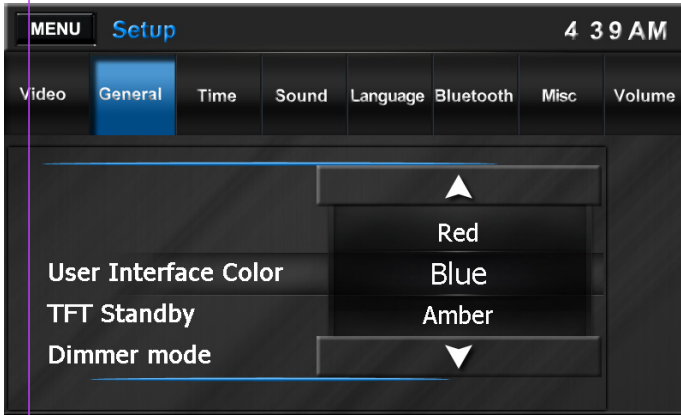 MENU Setup 4 39 AM
Video General Time Sound Language Bluetooth Misc Volume
Red
User Interface Color Blue
TFT Standby Amber
Dimmer mode